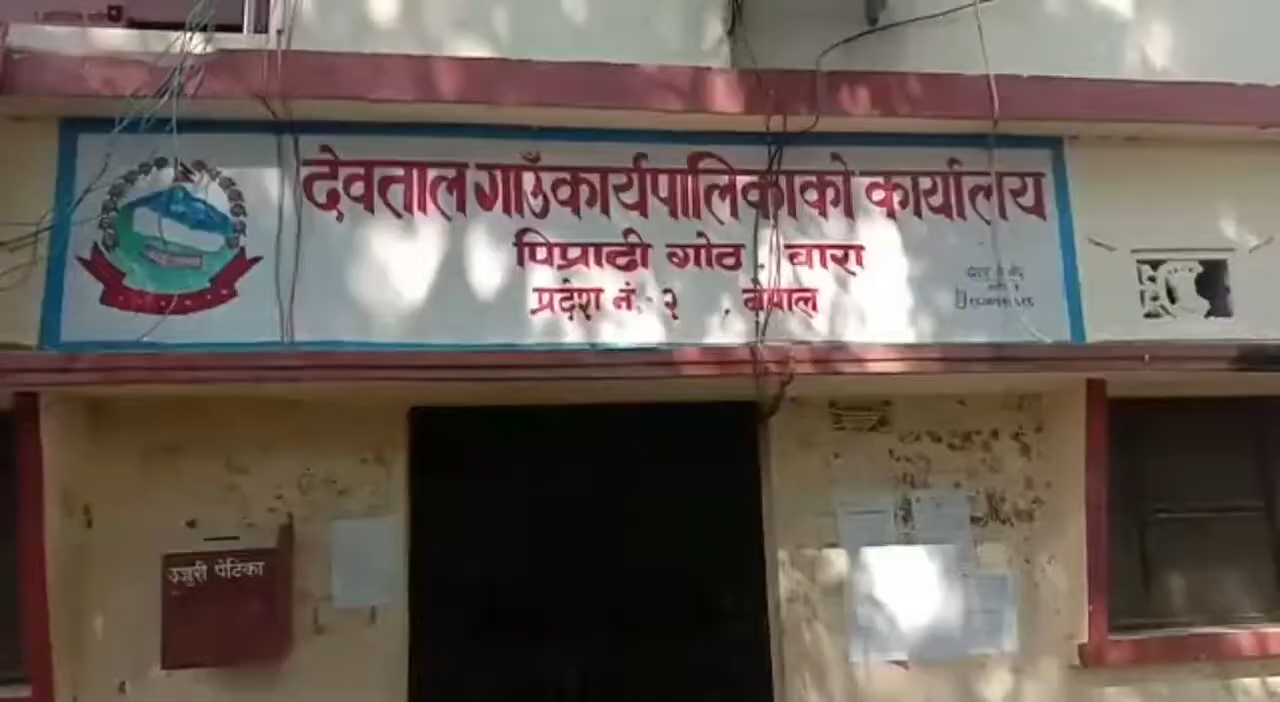 देवताल गाउँकार्यपालिकाको कार्यालय
पिप्राढी गोठ, बारा
प्रदेश नं. २, नेपाल
उजुरी पेटिका